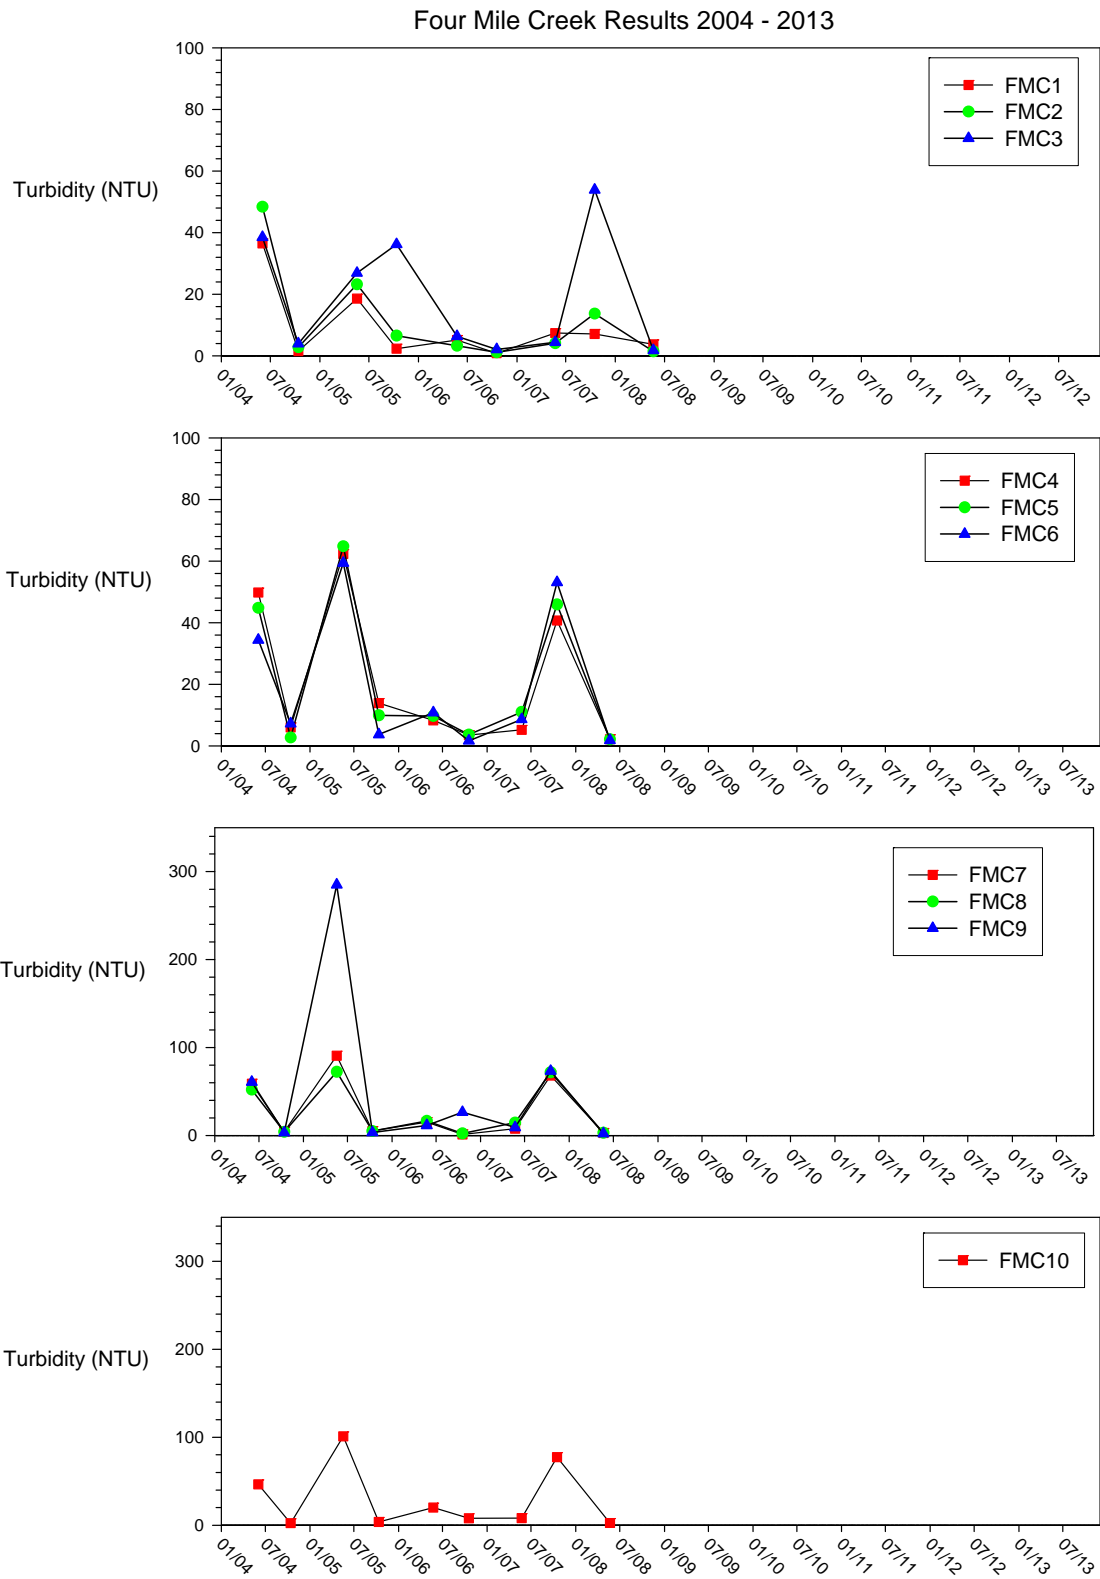 Four Mile Creek Results 2004 - 2013
100
80
60
40
20
0
Turbidity (NTU)
FMC1
FMC2
FMC3
01/04 07/04 01/05 07/05 01/06 07/06 01/07 07/07 01/08 07/08 01/09 07/09 01/10 07/10 01/11 07/11 01/12 07/12
100
80
60
40
20
0
Turbidity (NTU)
FMC4
FMC5
FMC6
01/04 07/04 01/05 07/05 01/06 07/06 01/07 07/07 01/08 07/08 01/09 07/09 01/10 07/10 01/11 07/11 01/12 07/12 01/13 07/13
300
200
100
0
Turbidity (NTU)
FMC7
FMC8
FMC9
01/04 07/04 01/05 07/05 01/06 07/06 01/07 07/07 01/08 07/08 01/09 07/09 01/10 07/10 01/11 07/11 01/12 07/12 01/13 07/13
300
200
100
0
Turbidity (NTU)
FMC10
01/04 07/04 01/05 07/05 01/06 07/06 01/07 07/07 01/08 07/08 01/09 07/09 01/10 07/10 01/11 07/11 01/12 07/12 01/13 07/13